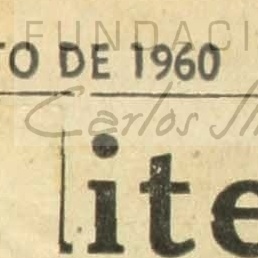 FUNDACI
TO DE 1960
Carlos
lite